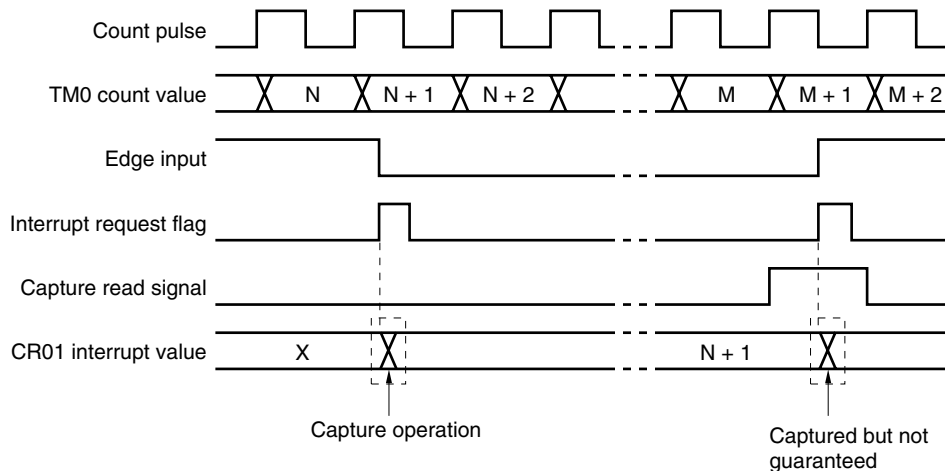 Count pulse
TM0 count value
N
N + 1
N + 2
M
M + 1
M + 2
Edge input
Interrupt request flag
Capture read signal
CR01 interrupt value
X
N + 1
Capture operation
Captured but not
guaranteed